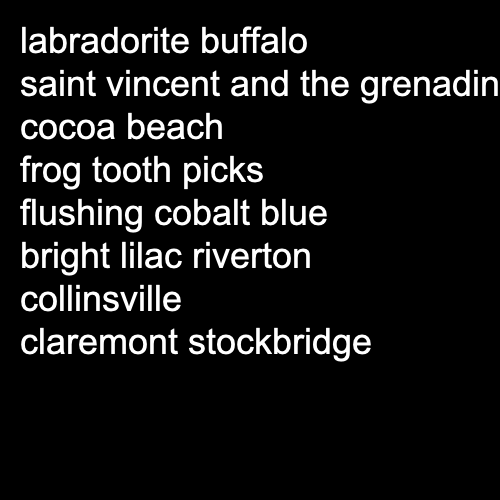 labradorite buffalo
saint vincent and the grenadin
cocoa beach
frog tooth picks
flushing cobalt blue
bright lilac riverton
collinsville
claremont stockbridge